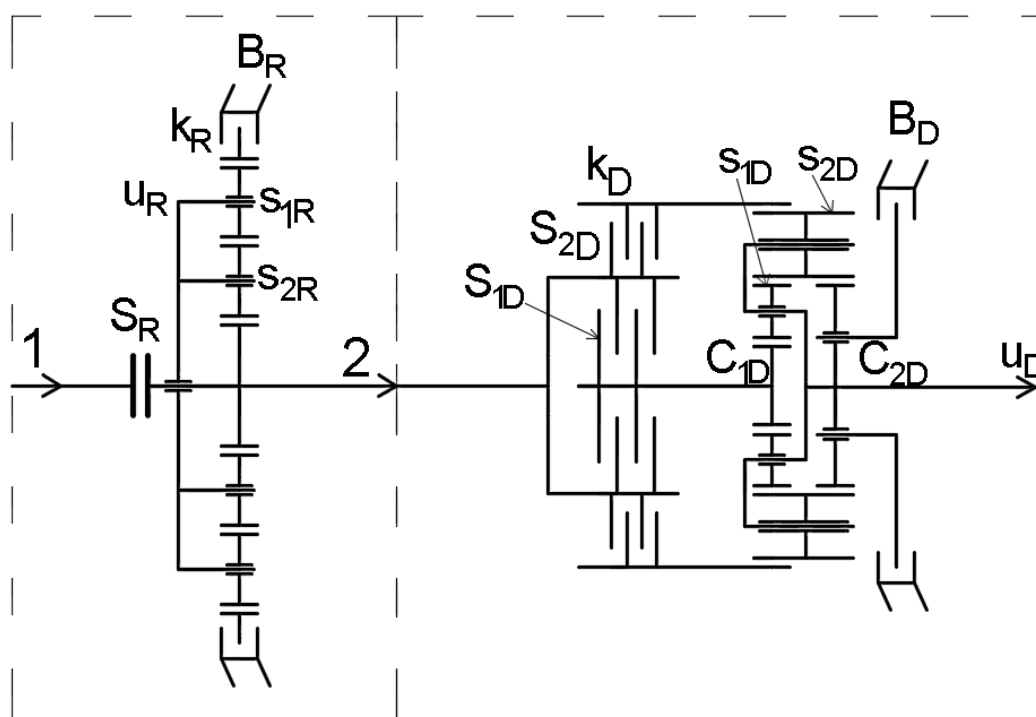 B_R
k_R
u_R
s_1R
s_2R
S_R
1
2
B_D
s_1D
s_2D
k_D
S_2D
S_1D
C_1D
C_2D
u_D